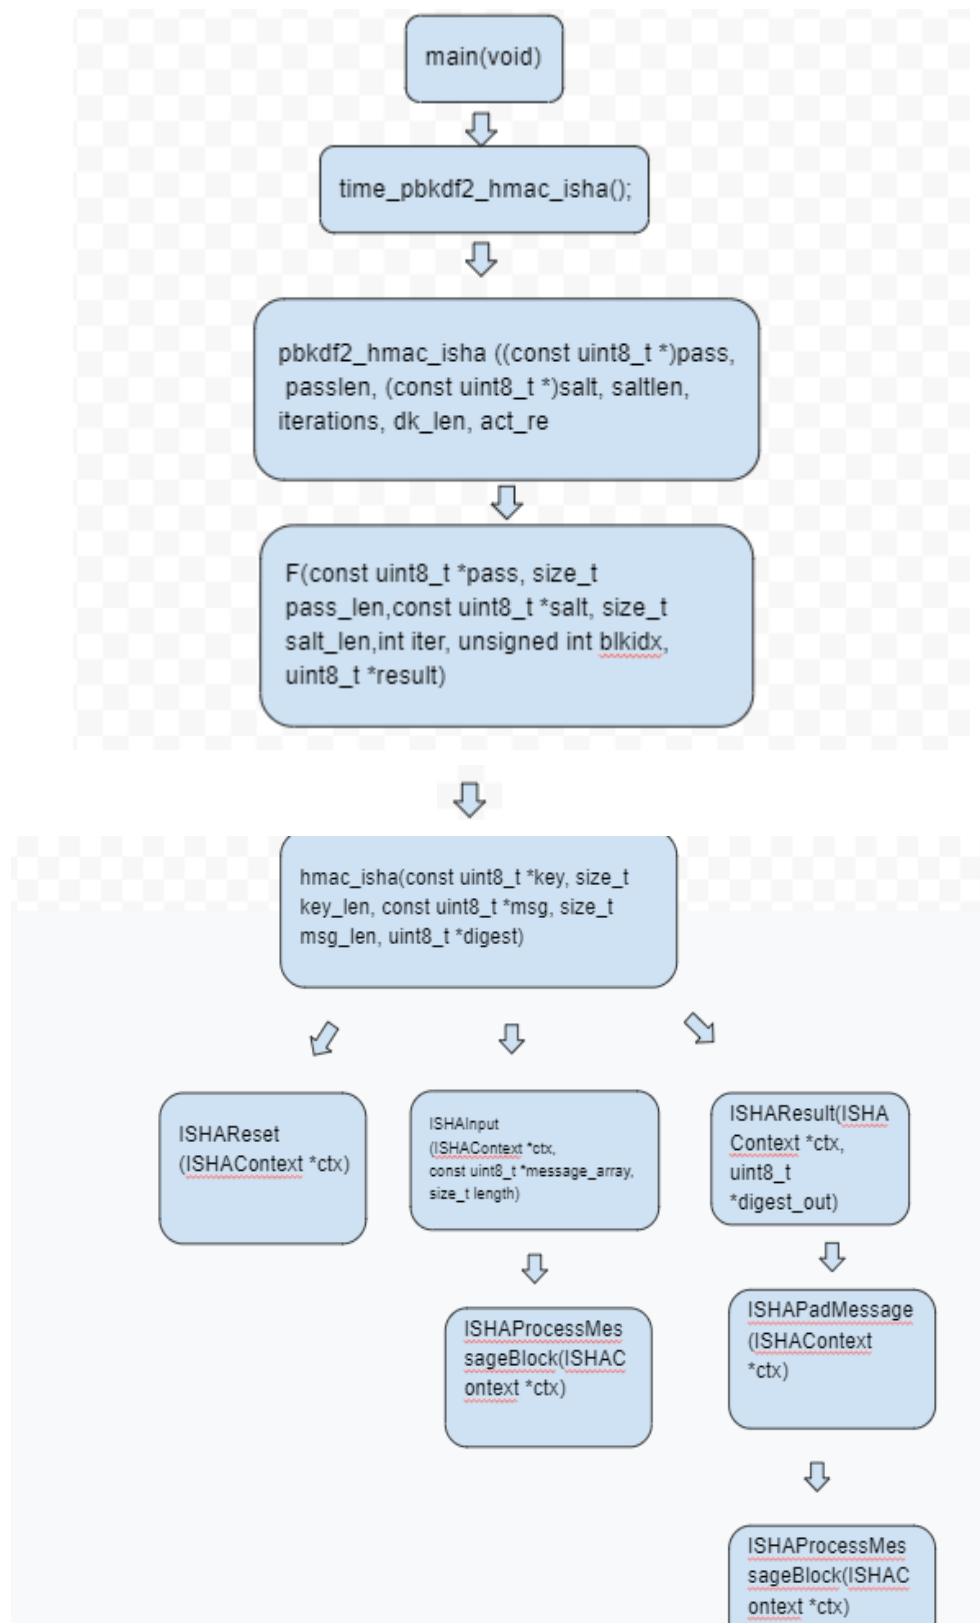 main(void)
time_pbkdf2_hmac_isha();
pbkdf2_hmac_isha ((const uint8_t *)pass,
passlen, (const uint8_t *)salt, saltlen,
iterations, dk_len, act_re
F(const uint8_t *pass, size_t
pass_len,const uint8_t *salt, size_t
salt_len,int iter, unsigned int blkidx,
uint8_t *result)
hmac_isha(const uint8_t *key, size_t
key_len, const uint8_t *msg, size_t
msg_len, uint8_t *digest)
ISHAReset
(ISHAContext *ctx)
ISHAInput
(ISHAContext *ctx,
const uint8_t *message_array,
size_t length)
ISHAResult(ISHA
Context *ctx,
uint8_t
*digest_out)
ISHAProcessMes
sageBlock(ISHAC
ontext *ctx)
ISHAPadMessage
(ISHAContext
*ctx)
ISHAProcessMes
sageBlock(ISHAC
ontext *ctx)